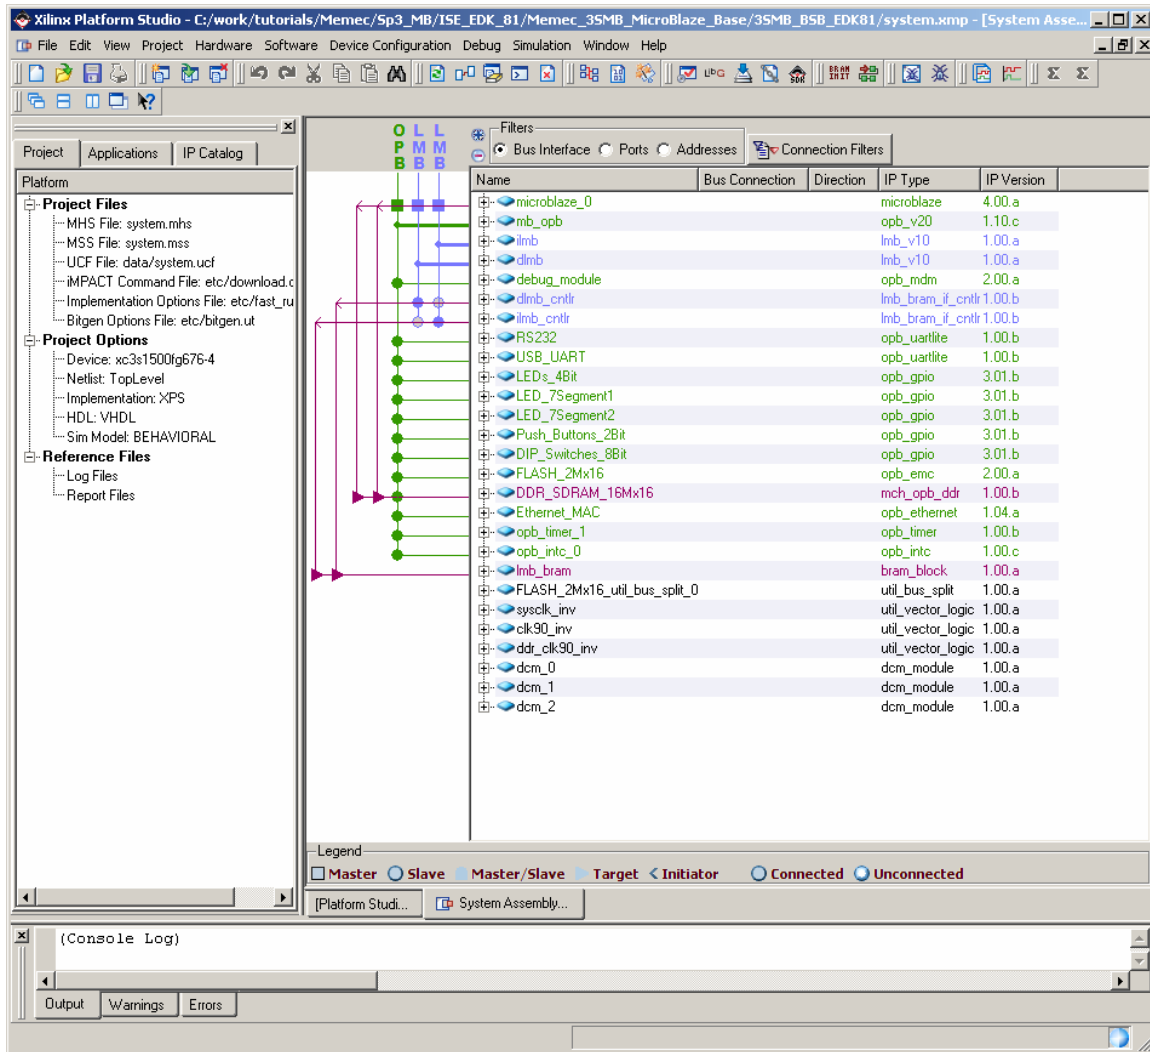 Xilinx Platform Studio - C:/work/tutorials/Memec/Sp3_MB/ISE_EDK_81/Memec_3SMB_MicroBlaze_Base/3SMB_BSB_EDK81/system.xmp - [System Asse...
File Edit View Project Hardware Software Device Configuration Debug Simulation Window Help
Project Applications IP Catalog
Platform
Project Files
MHS File: system.mhs
MSS File: system.mss
UCF File: data/system.ucf
iMPACT Command File: etc/download.c
Implementation Options File: etc/fast_ru
Bitgen Options File: etc/bitgen.ut
Project Options
Device: xc3s1500fg676-4
Netlist: TopLevel
Implementation: XPS
HDL: VHDL
Sim Model: BEHAVIORAL
Reference Files
Log Files
Report Files
OPB LMB LMB
Filters
Bus Interface Ports Addresses Connection Filters
Name Bus Connection Direction IP Type IP Version
microblaze_0 microblaze 4.00.a
mb_opb opb_v20 1.10.c
ilmb lmb_v10 1.00.a
dlmb lmb_v10 1.00.a
debug_module opb_mdm 2.00.a
dlmb_cntlr lmb_bram_if_cntlr 1.00.b
ilmb_cntlr lmb_bram_if_cntlr 1.00.b
RS232 opb_uartlite 1.00.b
USB_UART opb_uartlite 1.00.b
LEDs_4Bit opb_gpio 3.01.b
LED_7Segment1 opb_gpio 3.01.b
LED_7Segment2 opb_gpio 3.01.b
Push_Buttons_2Bit opb_gpio 3.01.b
DIP_Switches_8Bit opb_gpio 3.01.b
FLASH_2Mx16 opb_emc 2.00.a
DDR_SDRAM_16Mx16 mch_opb_ddr 1.00.b
Ethernet_MAC opb_ethernet 1.04.a
opb_timer_1 opb_timer 1.00.b
opb_intc_0 opb_intc 1.00.c
lmb_bram bram_block 1.00.a
FLASH_2Mx16_util_bus_split_0 util_bus_split 1.00.a
sysclk_inv util_vector_logic 1.00.a
clk90_inv util_vector_logic 1.00.a
ddr_clk90_inv util_vector_logic 1.00.a
dcm_0 dcm_module 1.00.a
dcm_1 dcm_module 1.00.a
dcm_2 dcm_module 1.00.a
Legend
Master Slave Master/Slave Target Initiator Connected Unconnected
[Platform Studi... System Assembly...
(Console Log)
Output Warnings Errors